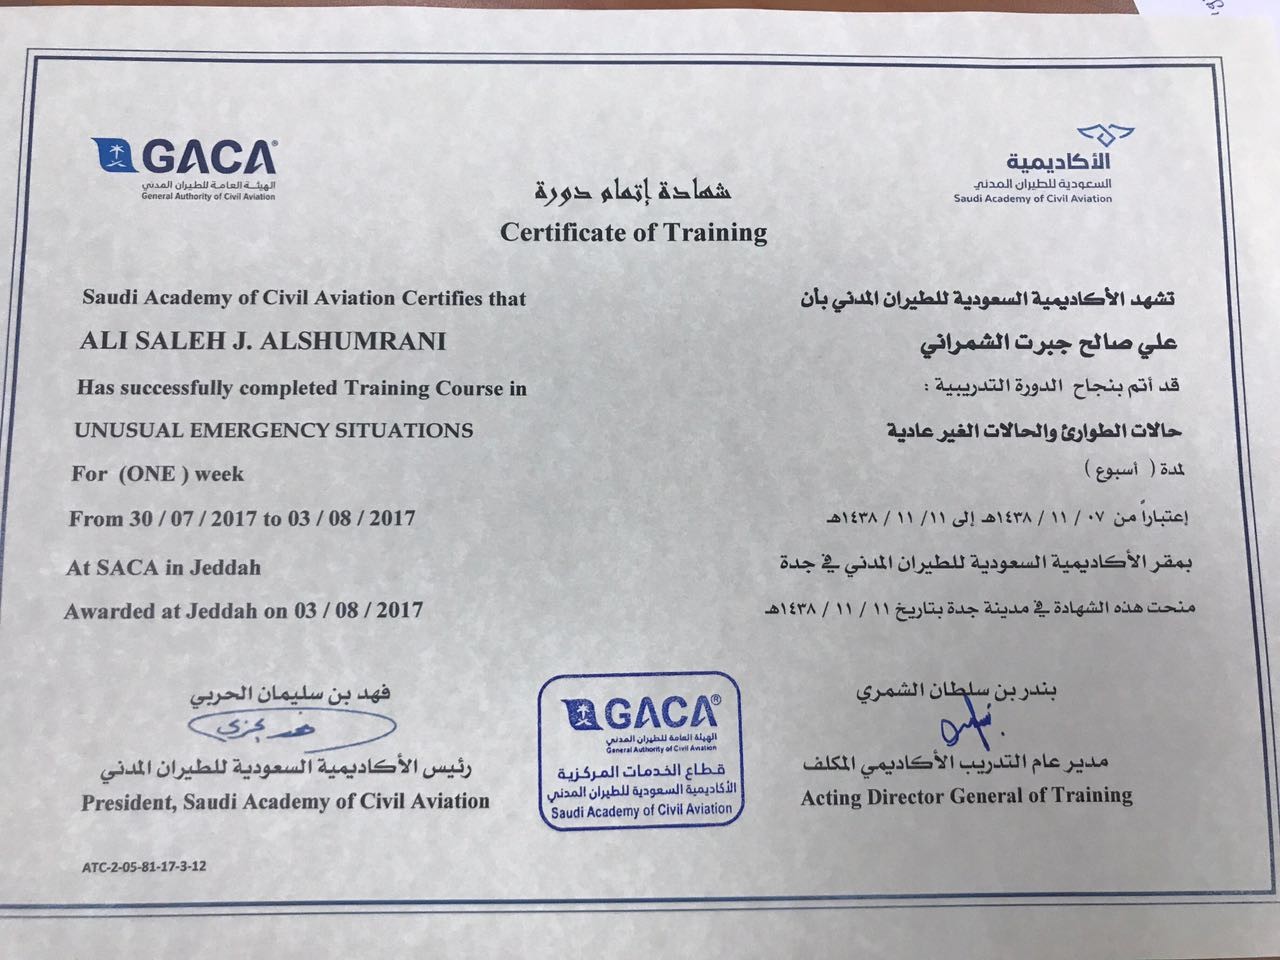 GACA®
الهيئة العامة للطيران المدني
General Authority of Civil Aviation
الأكاديمية
السعودية للطيران المدني
Saudi Academy of Civil Aviation
شهادة إتمام دورة
Certificate of Training
Saudi Academy of Civil Aviation Certifies that
ALI SALEH J. ALSHUMRANI
Has successfully completed Training Course in
UNUSUAL EMERGENCY SITUATIONS
For (ONE ) week
From 30 / 07 / 2017 to 03 / 08 / 2017
At SACA in Jeddah
Awarded at Jeddah on 03 / 08 / 2017
تشهد الأكاديمية السعودية للطيران المدني بأن
علي صالح جبرت الشمراني
قد أتم بنجاح الدورة التدريبية :
حالات الطوارئ والحالات الغير عادية
لمدة ( أسبوع )
إعتباراً من ٠٧ / ١١ / ١٤٣٨هـ إلى ١١/ ١١ / ١٤٣٨هـ
بمقر الأكاديمية السعودية للطيران المدني في جدة
منحت هذه الشهادة في مدينة جدة بتاريخ ١١ / ١١ / ١٤٣٨هـ
فهد بن سليمان الحربي
رئيس الأكاديمية السعودية للطيران المدني
President, Saudi Academy of Civil Aviation
GACA®
الهيئة العامة للطيران المدني
General Authority of Civil Aviation
قطاع الخدمات المركزية
الأكاديمية السعودية للطيران المدني
Saudi Academy of Civil Aviation
بندر بن سلطان الشمري
مدير عام التدريب الأكاديمي المكلف
Acting Director General of Training
ATC-2-05-81-17-3-12